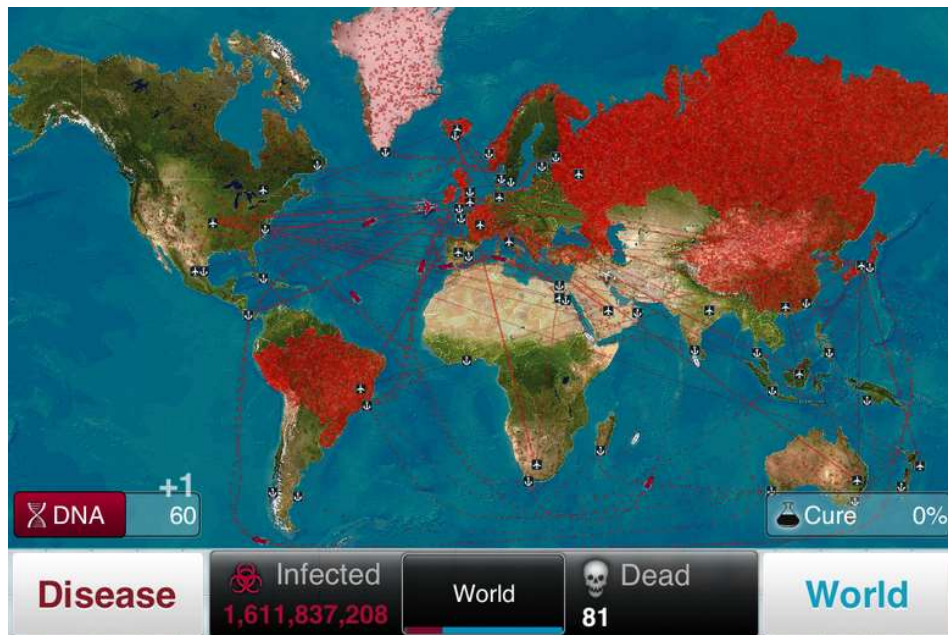 +1
DNA 60
Cure 0%
Disease
Infected
1,611,837,208
World
Dead
81
World